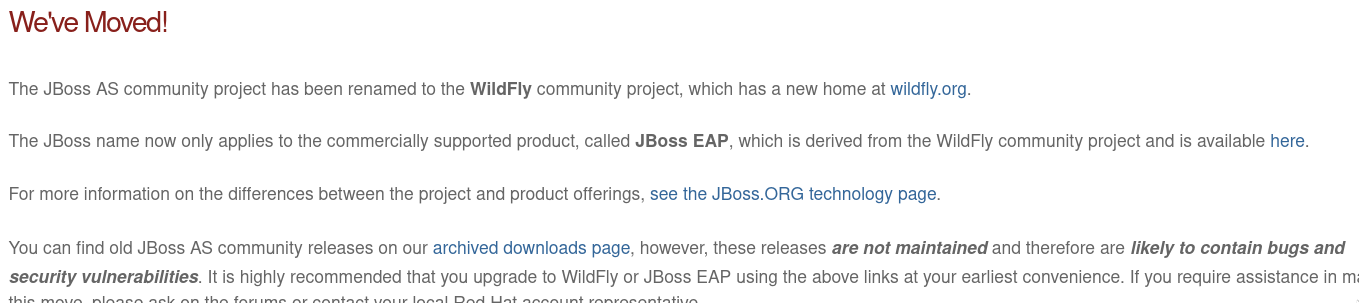 We've Moved!
The JBoss AS community project has been renamed to the WildFly community project, which has a new home at wildfly.org.
The JBoss name now only applies to the commercially supported product, called JBoss EAP, which is derived from the WildFly community project and is available here.
For more information on the differences between the project and product offerings, see the JBoss.ORG technology page.
You can find old JBoss AS community releases on our archived downloads page, however, these releases are not maintained and therefore are likely to contain bugs and
security vulnerabilities. It is highly recommended that you upgrade to WildFly or JBoss EAP using the above links at your earliest convenience. If you require assistance in
this move, please ask on the forums or contact your local Red Hat account representative.